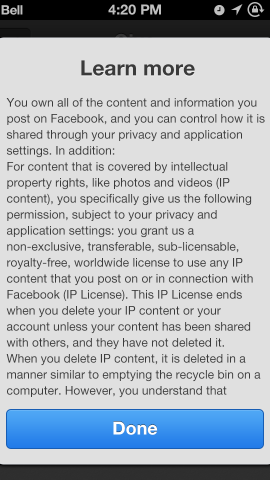 Bell 4:20 PM
Learn more
You own all of the content and information you
post on Facebook, and you can control how it is
shared through your privacy and application
settings. In addition:
For content that is covered by intellectual
property rights, like photos and videos (IP
content), you specifically give us the following
permission, subject to your privacy and
application settings: you grant us a
non-exclusive, transferable, sub-licensable,
royalty-free, worldwide license to use any IP
content that you post on or in connection with
Facebook (IP License). This IP License ends
when you delete your IP content or your
account unless your content has been shared
with others, and they have not deleted it.
When you delete IP content, it is deleted in a
manner similar to emptying the recycle bin on a
computer. However, you understand that
Done